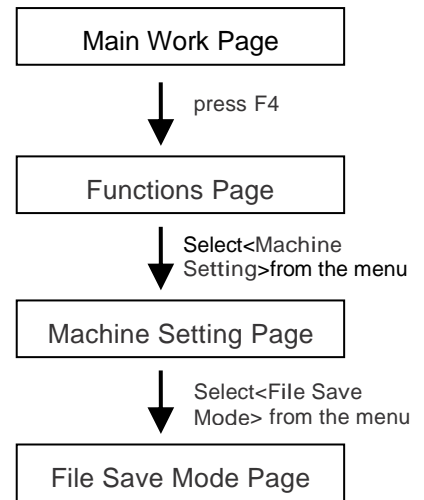 Main Work Page
press F4
Functions Page
Select<Machine
Setting>from the menu
Machine Setting Page
Select<File Save
Mode> from the menu
File Save Mode Page